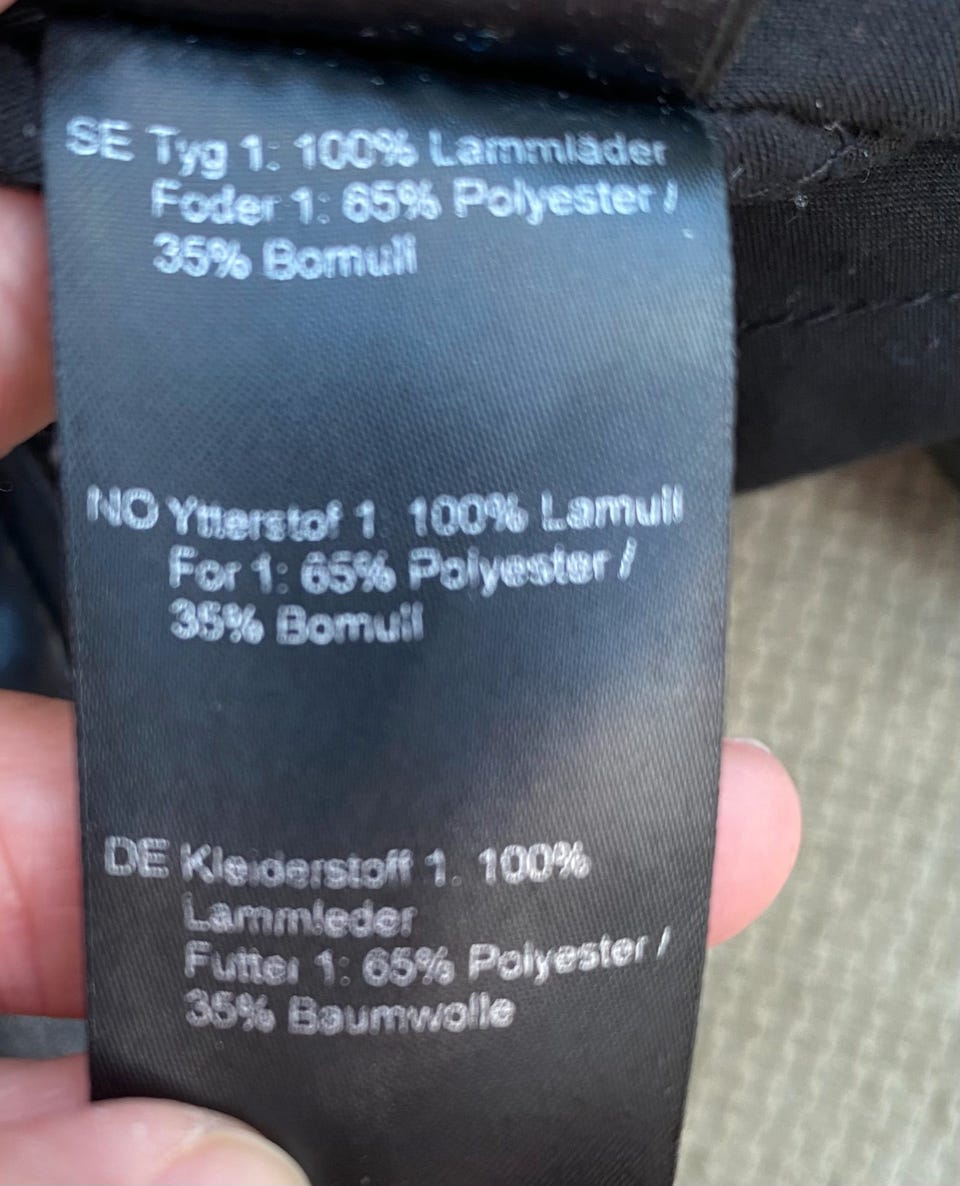 SE Tyg 1: 100% Lammläder
Foder 1: 65% Polyester /
35% Bomull
NO Ytterstof 1. 100% Lamull
For 1: 65% Polyester /
35% Bomull
DE Kleiderstoff 1. 100%
Lammleder
Futter 1: 65% Polyester /
35% Baumwolle